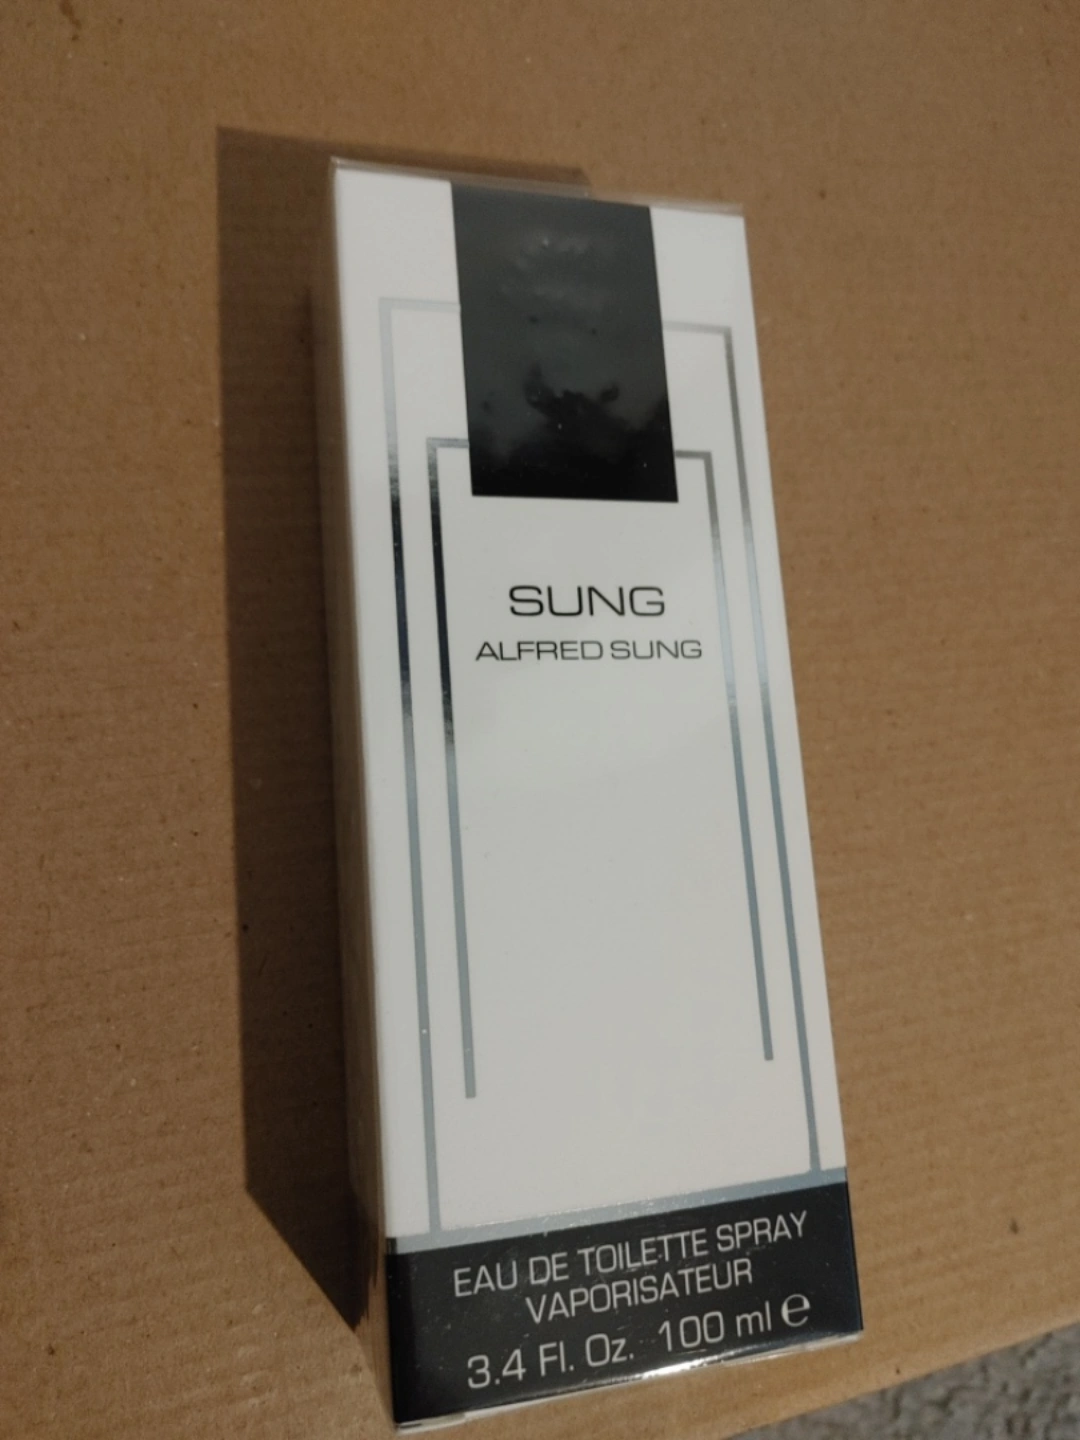 SUNG
ALFRED SUNG
EAU DE TOILETTE SPRAY
VAPORISATEUR
3.4 Fl. Oz. 100 ml e